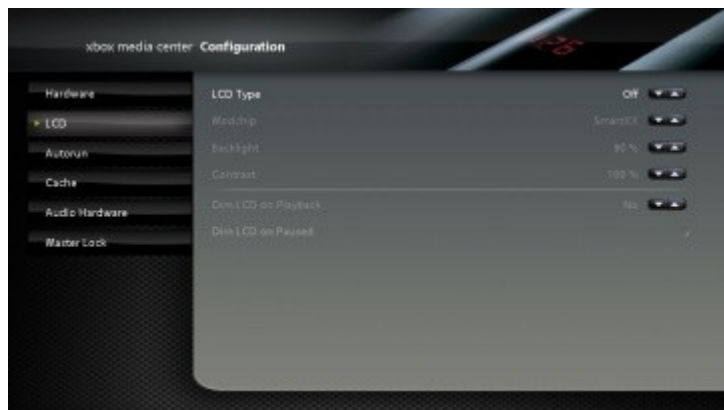 xbox media center Configuration
Hardware
LCD
Autorun
Cache
Audio Hardware
Master Lock
LCD Type Off
Modchip SmartXX
Backlight 90 %
Contrast 100 %
Dim LCD on Playback No
Dim LCD on Paused